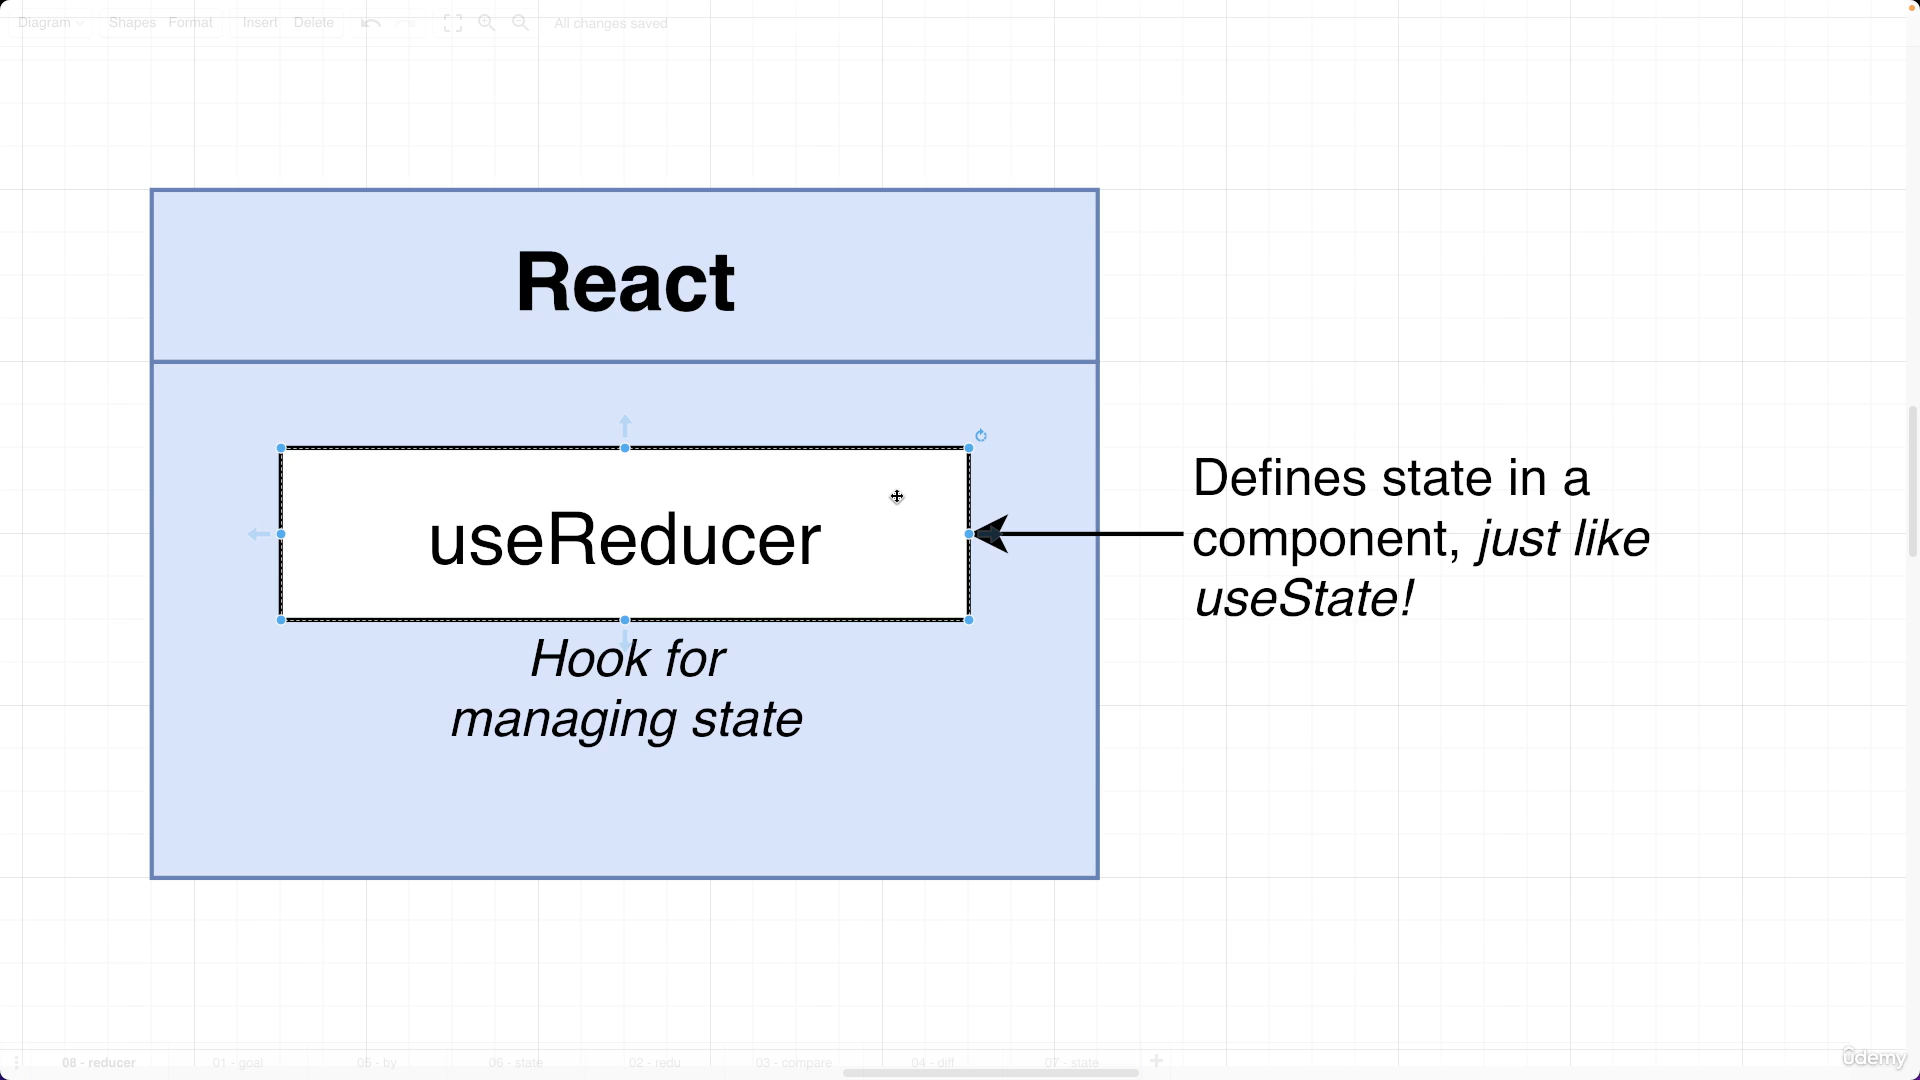 Diagram Shapes Format Insert Delete All changes saved
React
useReducer
Hook for
managing state
Defines state in a
component, just like
useState!
08 - reducer 01 - goal 05 - by 06 - state 02 - redu 03 - compare 04 - diff 07 - state
ûdemy